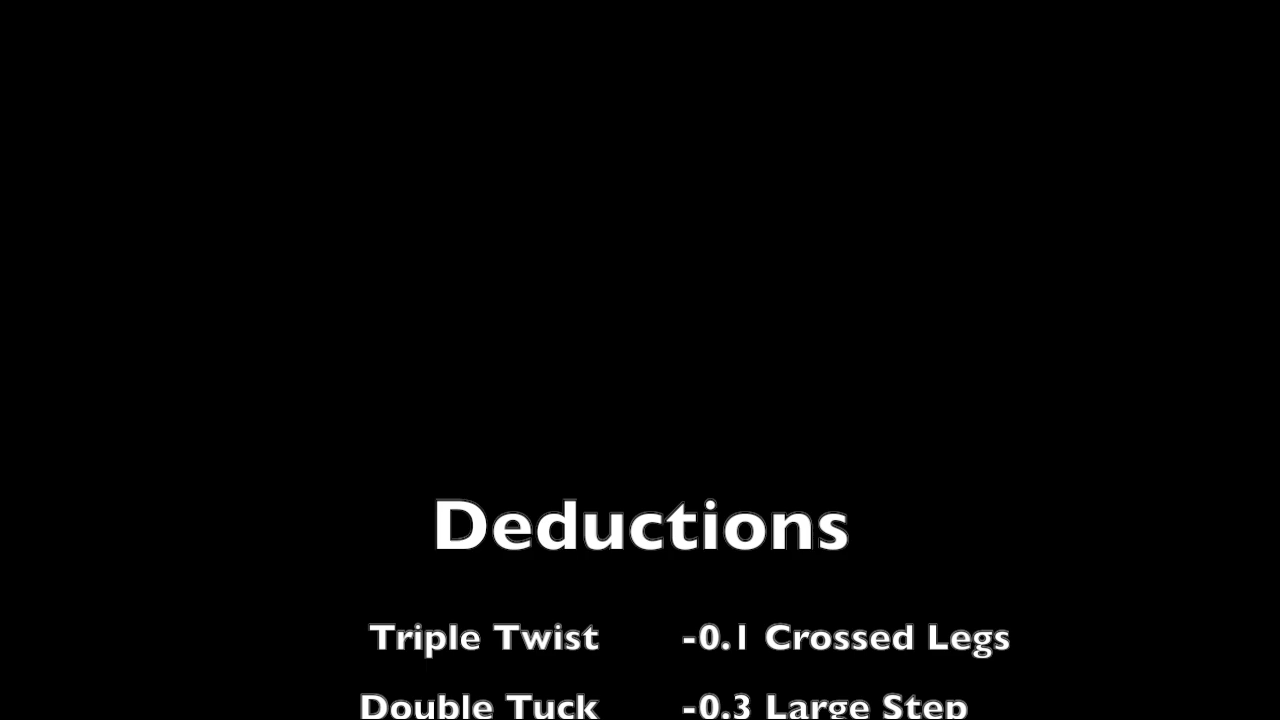 Deductions
Triple Twist -0.1 Crossed Legs
Double Tuck -0.3 Large Step